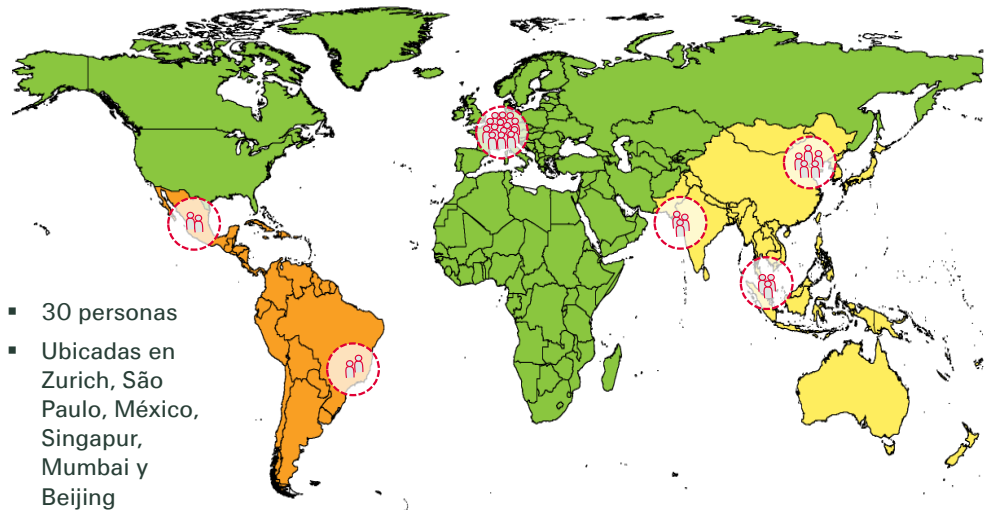 ▪ 30 personas
▪ Ubicadas en
Zurich, São
Paulo, México,
Singapur,
Mumbai y
Beijing